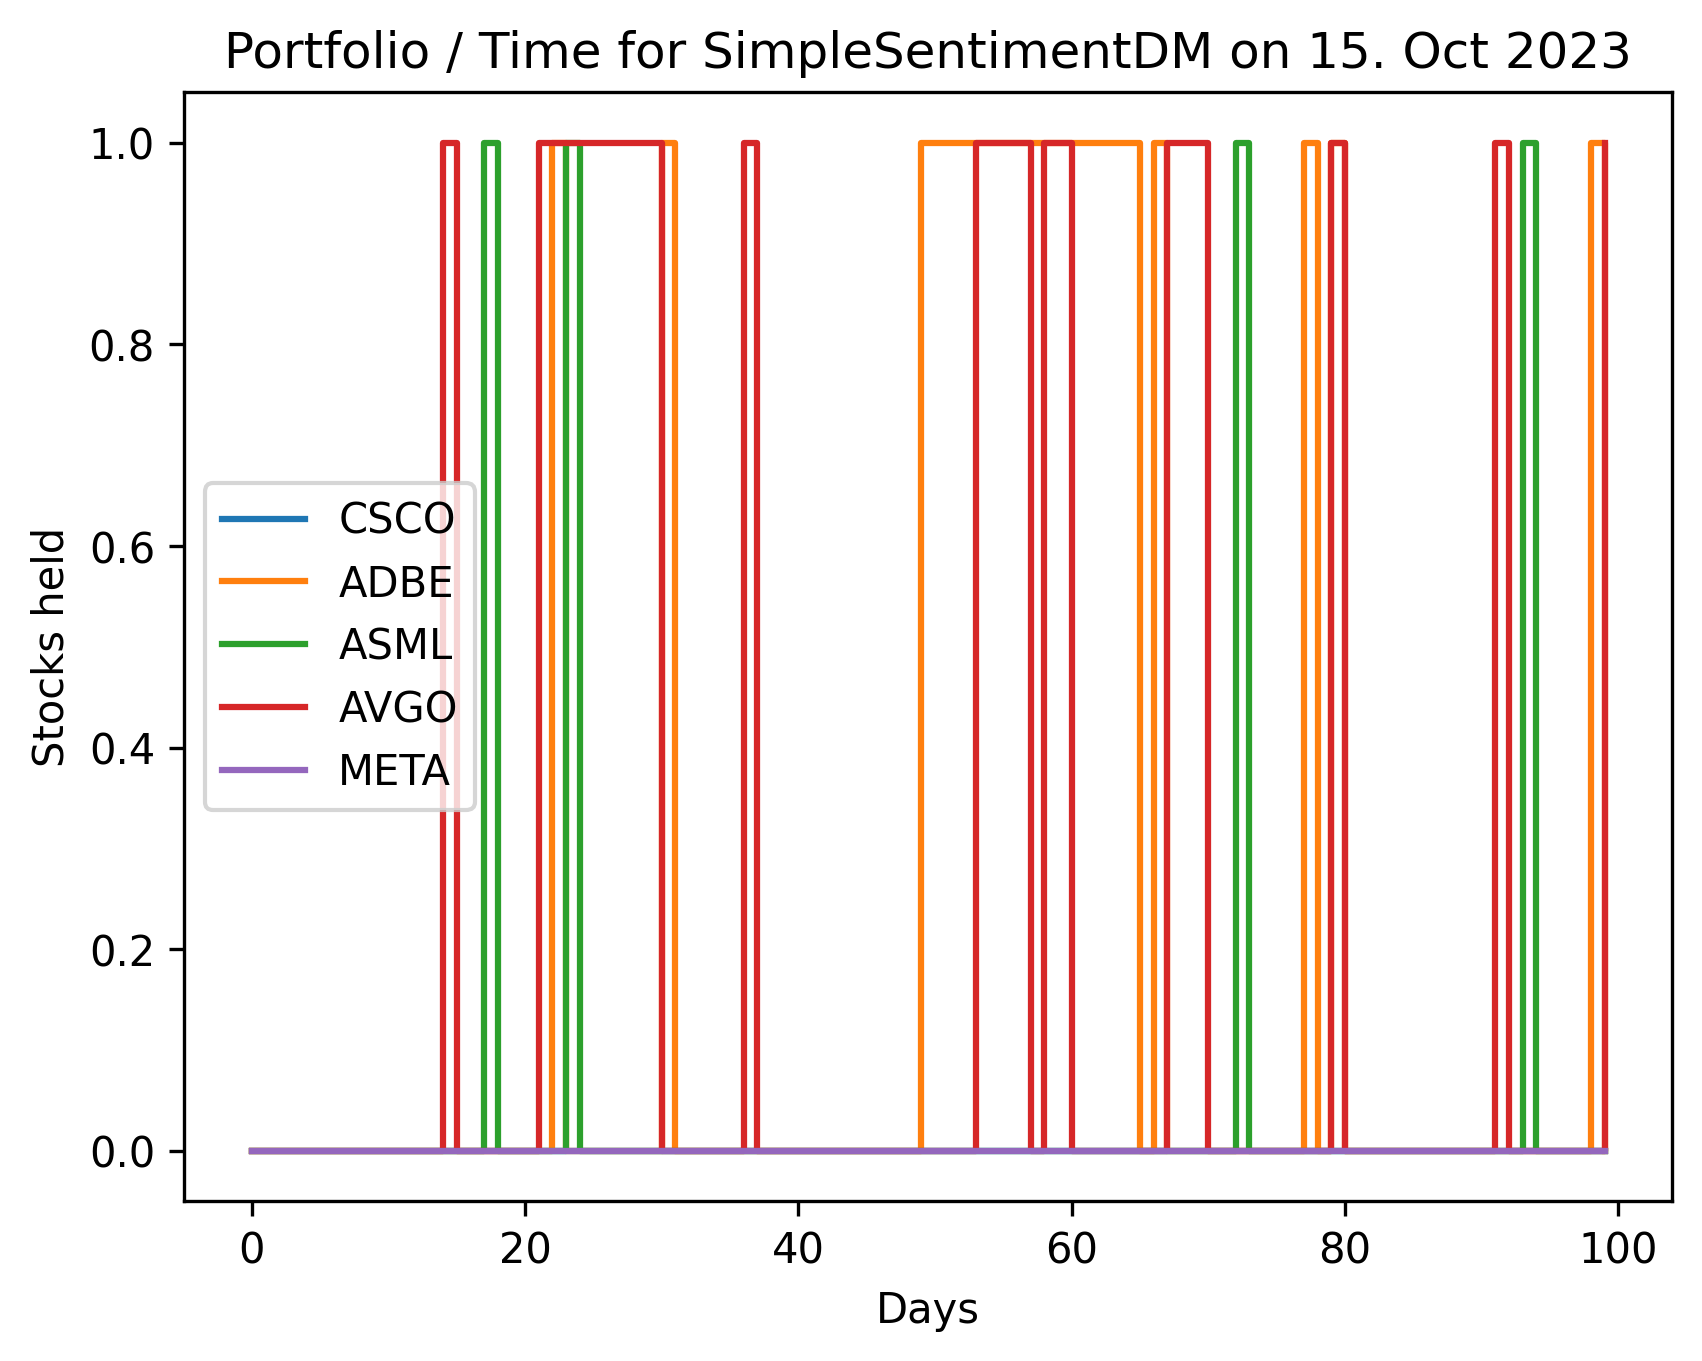 Portfolio / Time for SimpleSentimentDM on 15. Oct 2023
1.0
0.8
0.6
0.4
0.2
0.0
Stocks held
CSCO
ADBE
ASML
AVGO
META
0 20 40 60 80 100
Days